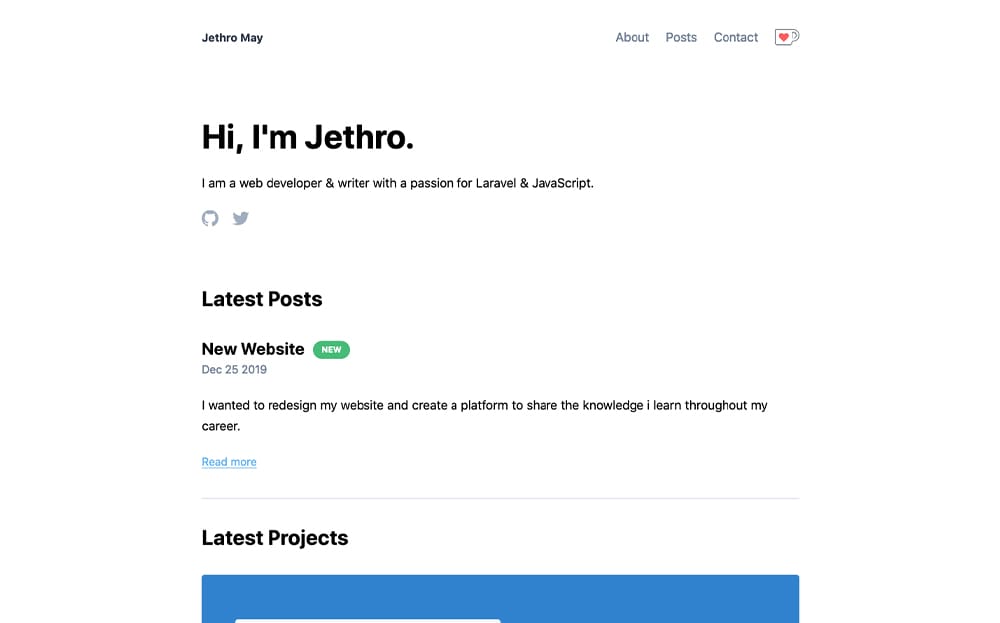 Jethro May
About Posts Contact
Hi, I'm Jethro.
I am a web developer & writer with a passion for Laravel & JavaScript.
Latest Posts
New Website NEW
Dec 25 2019
I wanted to redesign my website and create a platform to share the knowledge i learn throughout my
career.
Read more
Latest Projects